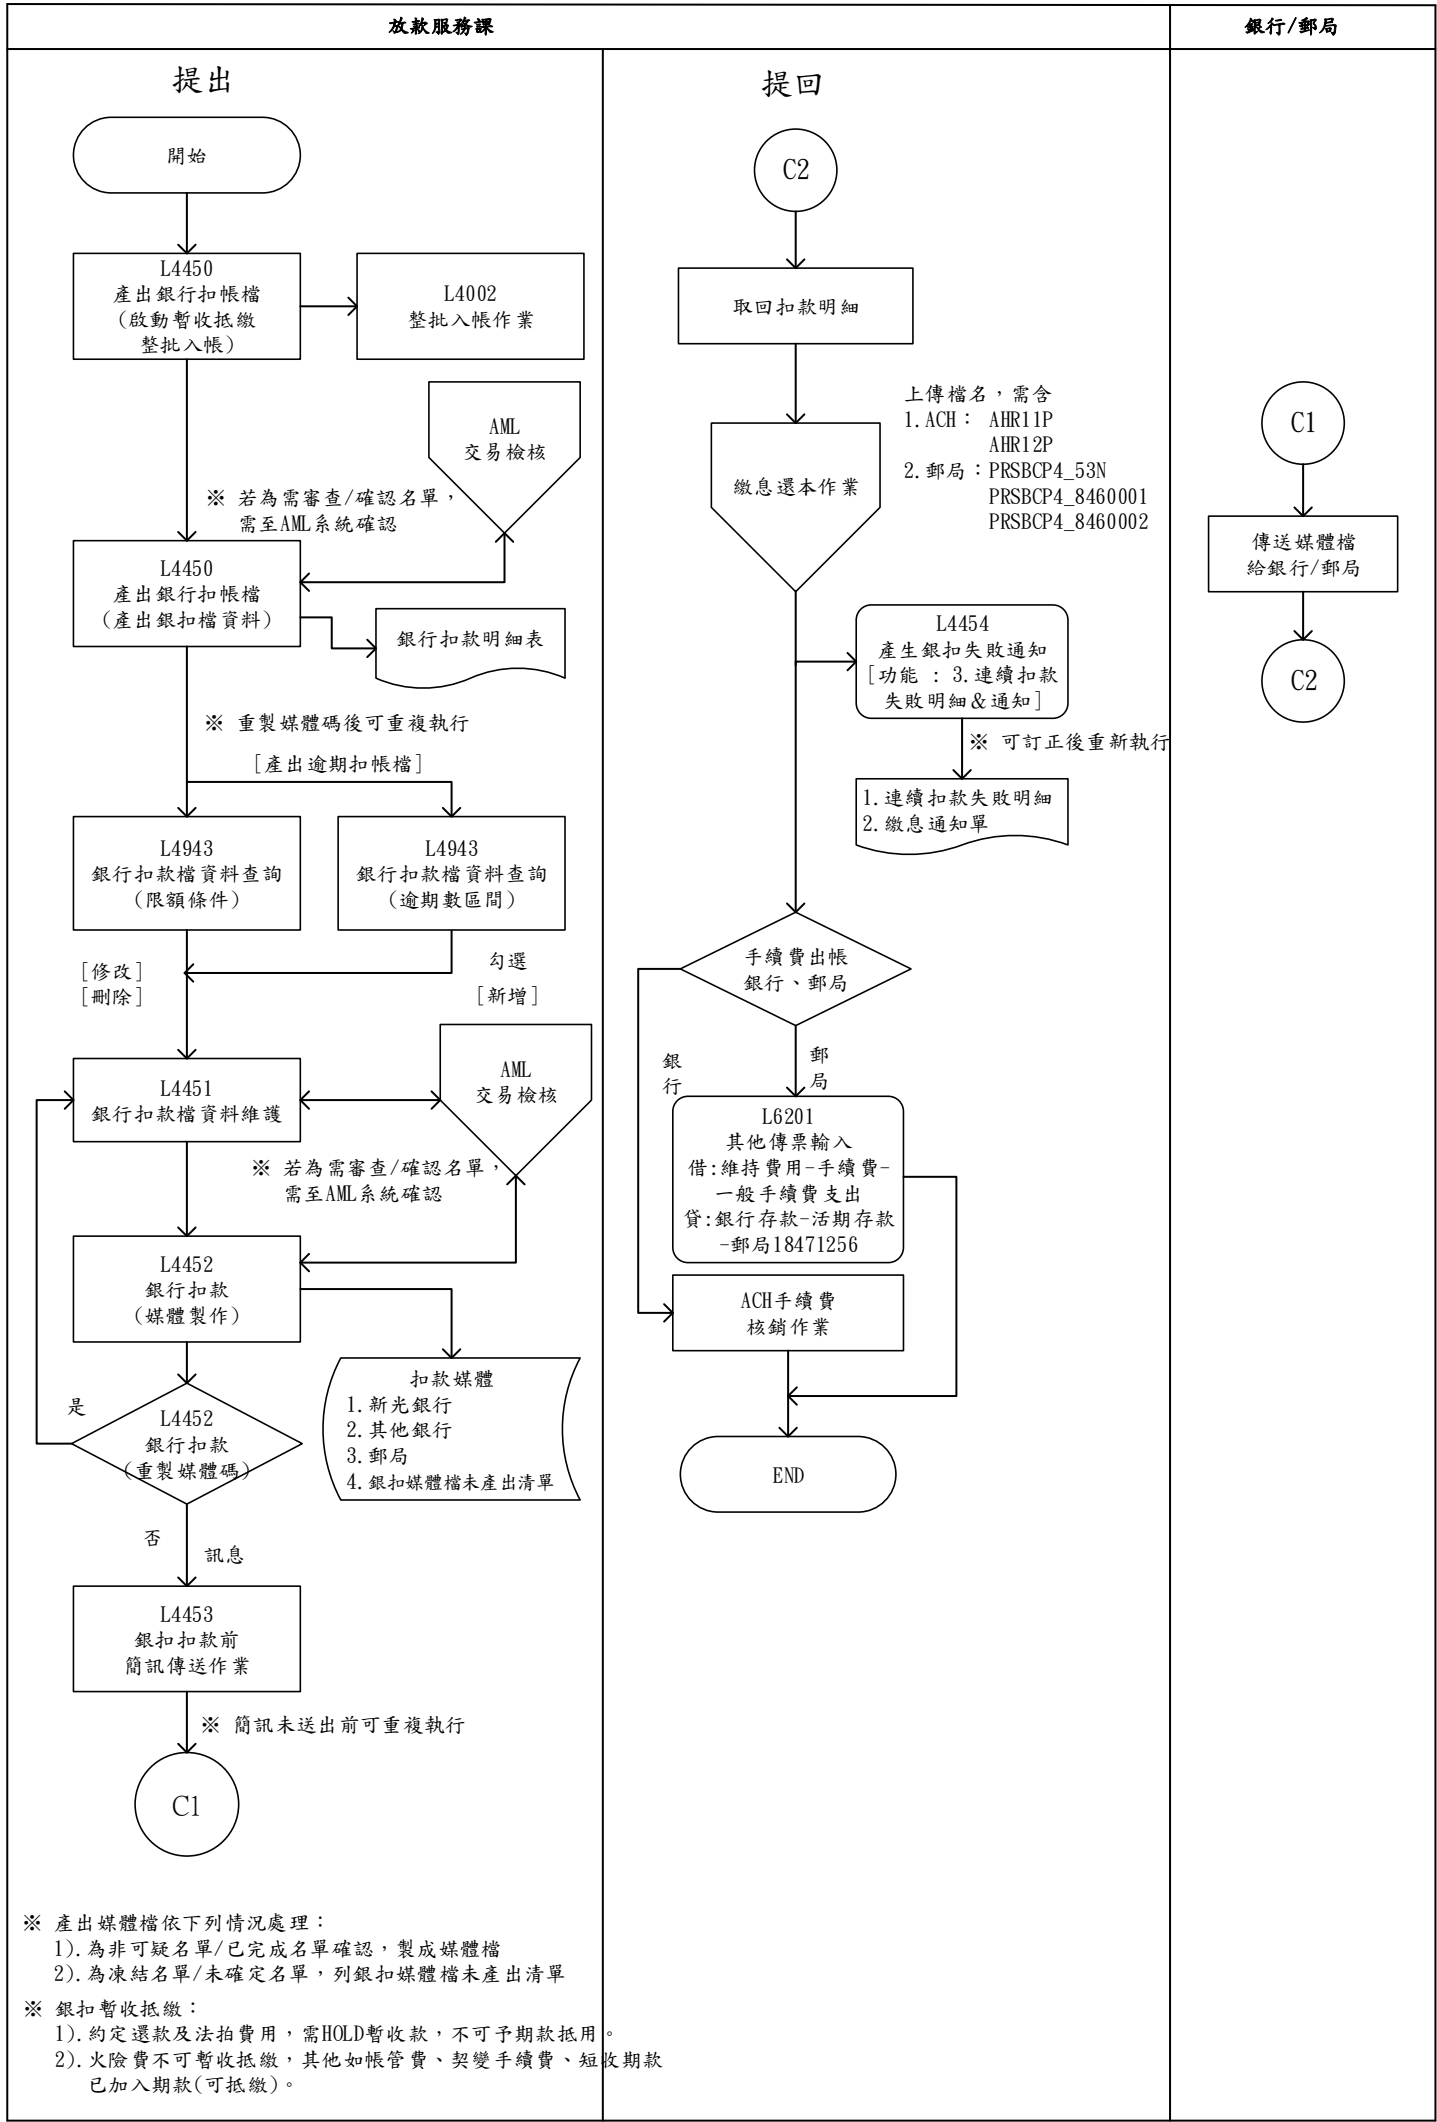 放款服務課
銀行/郵局
提出
開始
L4450
產出銀行扣帳檔
(啟動暫收抵繳
整批入帳)
L4002
整批入帳作業
AML
交易檢核
※ 若為需審查/確認名單，
需至AML系統確認
L4450
產出銀行扣帳檔
(產出銀扣檔資料)
銀行扣款明細表
※ 重製媒體碼後可重複執行
[產出逾期扣帳檔]
L4943
銀行扣款檔資料查詢
(限額條件)
L4943
銀行扣款檔資料查詢
(逾期數區間)
[修改]
[刪除]
勾選
[新增]
L4451
銀行扣款檔資料維護
AML
交易檢核
※ 若為需審查/確認名單，
需至AML系統確認
L4452
銀行扣款
(媒體製作)
扣款媒體
1.新光銀行
2.其他銀行
3.郵局
4.銀扣媒體檔未產出清單
是
L4452
銀行扣款
(重製媒體碼)
否
訊息
L4453
銀扣扣款前
簡訊傳送作業
※ 簡訊未送出前可重複執行
C1
※ 產出媒體檔依下列情況處理：
1).為非可疑名單/已完成名單確認，製成媒體檔
2).為凍結名單/未確定名單，列銀扣媒體檔未產出清單
※ 銀扣暫收抵繳：
1).約定還款及法拍費用，需HOLD暫收款，不可予期款抵用。
2).火險費不可暫收抵繳，其他如帳管費、契變手續費、短收期款
已加入期款(可抵繳)。
提回
C2
取回扣款明細
繳息還本作業
上傳檔名，需含
1.ACH： AHR11P
AHR12P
2.郵局：PRSBCP4_53N
PRSBCP4_8460001
PRSBCP4_8460002
L4454
產生銀扣失敗通知
[功能 : 3.連續扣款
失敗明細＆通知]
※ 可訂正後重新執行
1.連續扣款失敗明細
2.繳息通知單
手續費出帳
銀行、郵局
銀
行
郵
局
L6201
其他傳票輸入
借:維持費用-手續費-
一般手續費支出
貸:銀行存款-活期存款
-郵局18471256
ACH手續費
核銷作業
END
C1
傳送媒體檔
給銀行/郵局
C2